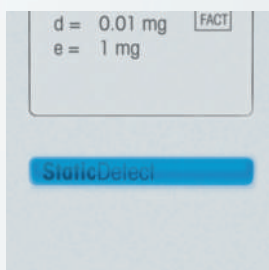 d = 0.01 mg FACT
e = 1 mg
StaticDetect